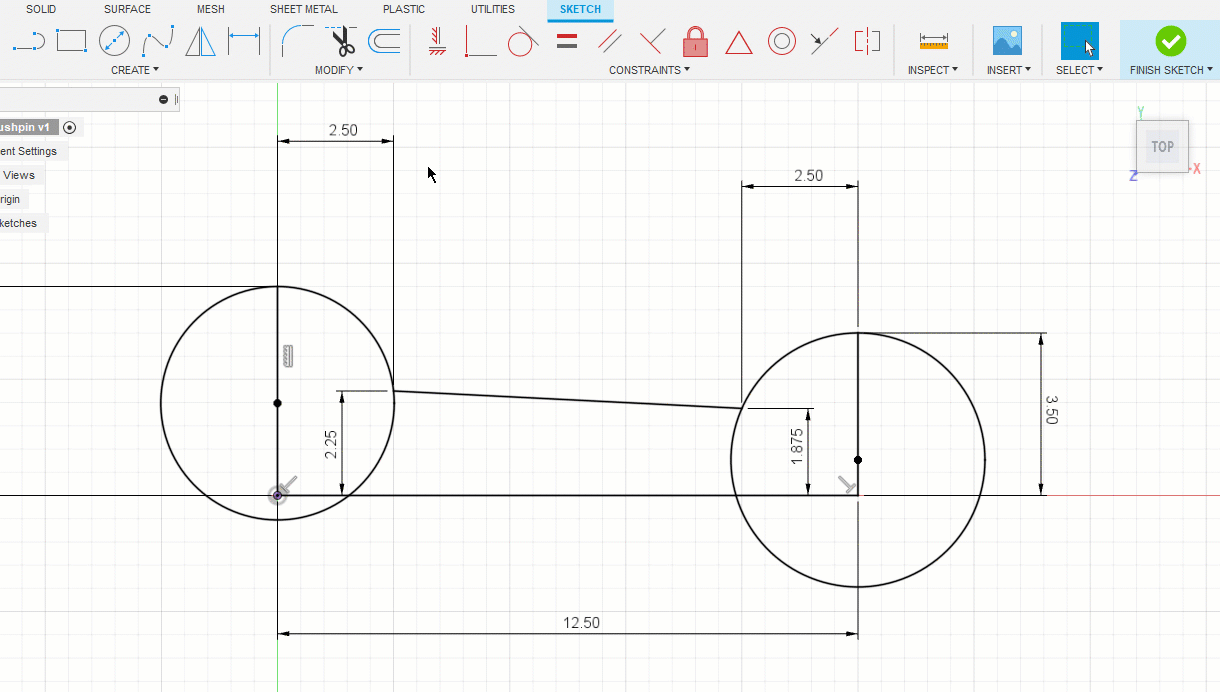 SOLID SURFACE MESH SHEET METAL PLASTIC UTILITIES SKETCH
CREATE MODIFY CONSTRAINTS INSPECT INSERT SELECT FINISH SKETCH
ushpin v1
ent Settings
Views
rigin
ketches
Y
TOP
X
Z
2.50
2.50
2.25
1.875
3.50
12.50